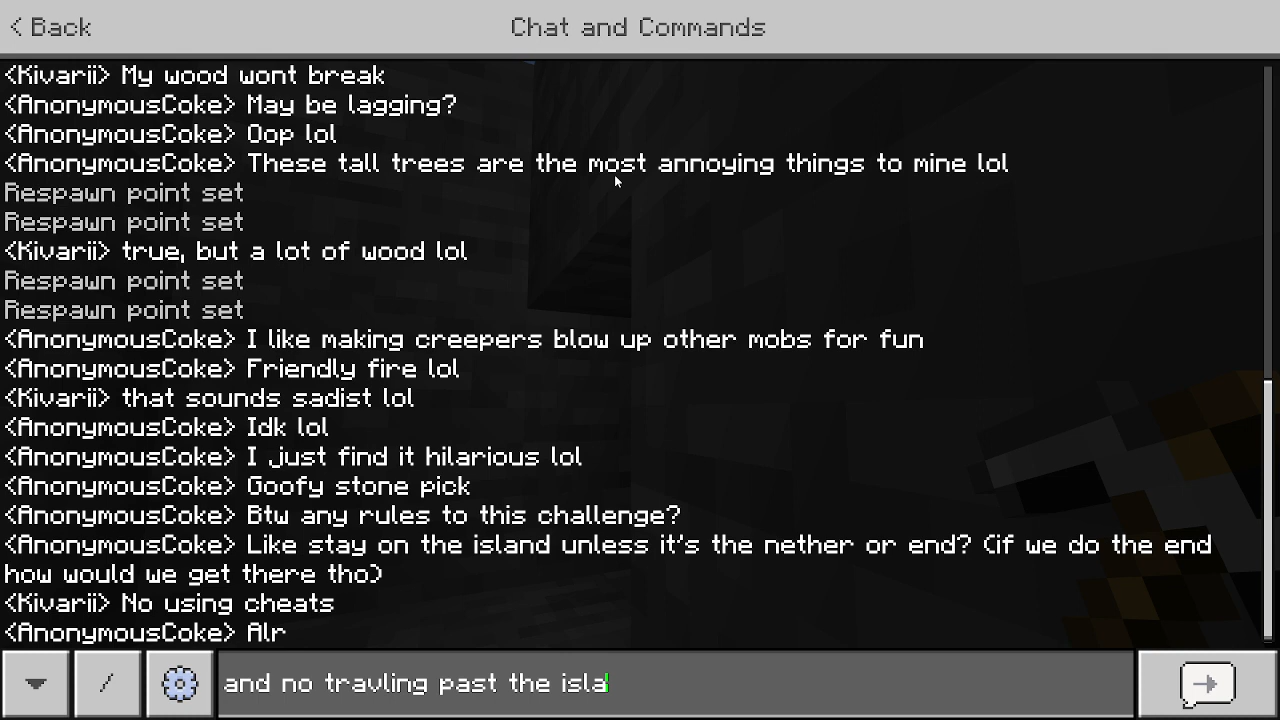 < Back
Chat and Commands
<Kivarii> My wood wont break
<AnonymousCoke> May be lagging?
<AnonymousCoke> Oop lol
<AnonymousCoke> These tall trees are the most annoying things to mine lol
Respawn point set
Respawn point set
<Kivarii> true, but a lot of wood lol
Respawn point set
Respawn point set
<AnonymousCoke> I like making creepers blow up other mobs for fun
<AnonymousCoke> Friendly fire lol
<Kivarii> that sounds sadist lol
<AnonymousCoke> Idk lol
<AnonymousCoke> I just find it hilarious lol
<AnonymousCoke> Goofy stone pick
<AnonymousCoke> Btw any rules to this challenge?
<AnonymousCoke> Like stay on the island unless it's the nether or end? (if we do the end
how would we get there tho)
<Kivarii> No using cheats
<AnonymousCoke> Alr
/
and no travling past the isla